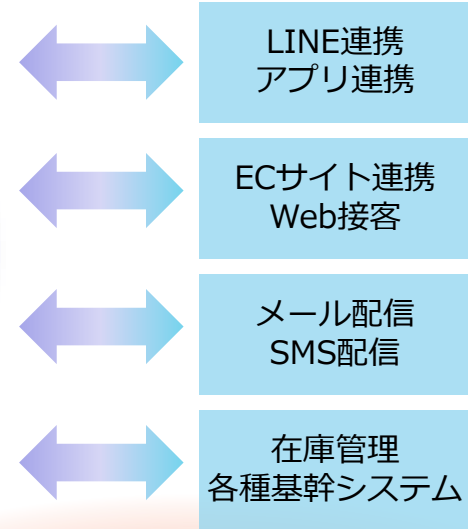 LINE連携
アプリ連携
ECサイト連携
Web接客
メール配信
SMS配信
在庫管理
各種基幹システム